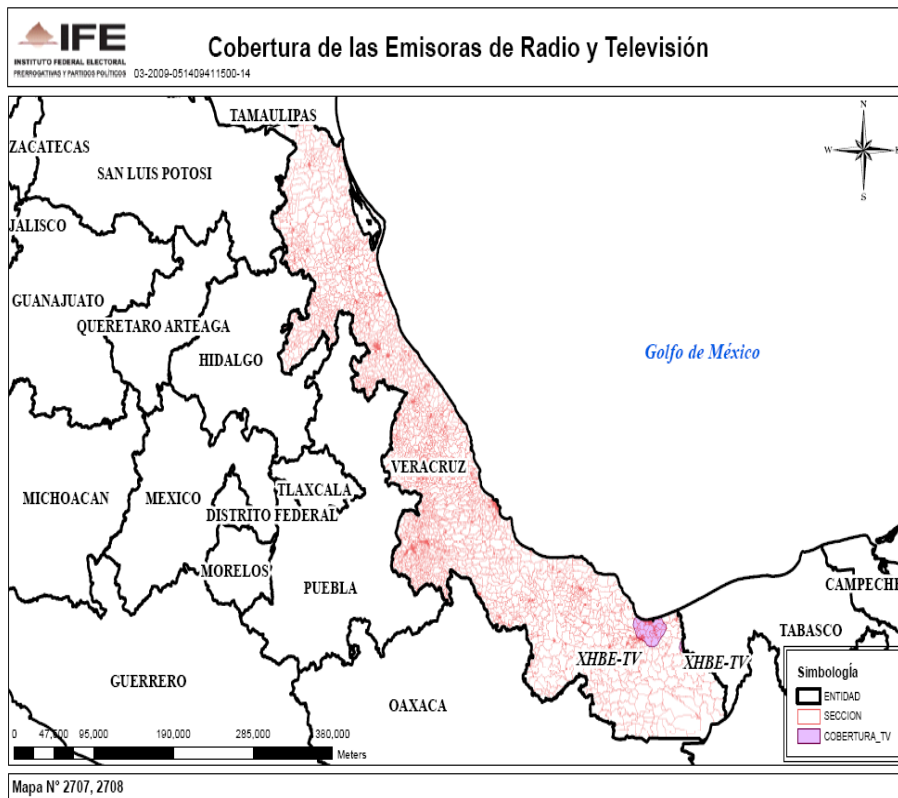 IFE
INSTITUTO FEDERAL ELECTORAL
PRERROGATIVAS Y PARTIDOS POLÍTICOS
03-2009-051409411500-14
Cobertura de las Emisoras de Radio y Televisión
TAMAULIPAS
ZACATECAS
SAN LUIS POTOSI
JALISCO
GUANAJUATO
QUERETARO ARTEAGA
HIDALGO
Golfo de México
VERACRUZ
MICHOACAN
MEXICO
TLAXCALA
DISTRITO FEDERAL
MORELOS
PUEBLA
CAMPECHE
TABASCO
XHBE-TV
XHBE-TV
GUERRERO
OAXACA
N
W
S
Simbología
ENTIDAD
SECCION
COBERTURA_TV
0 47,500 95,000 190,000 285,000 380,000
Meters
Mapa N° 2707, 2708